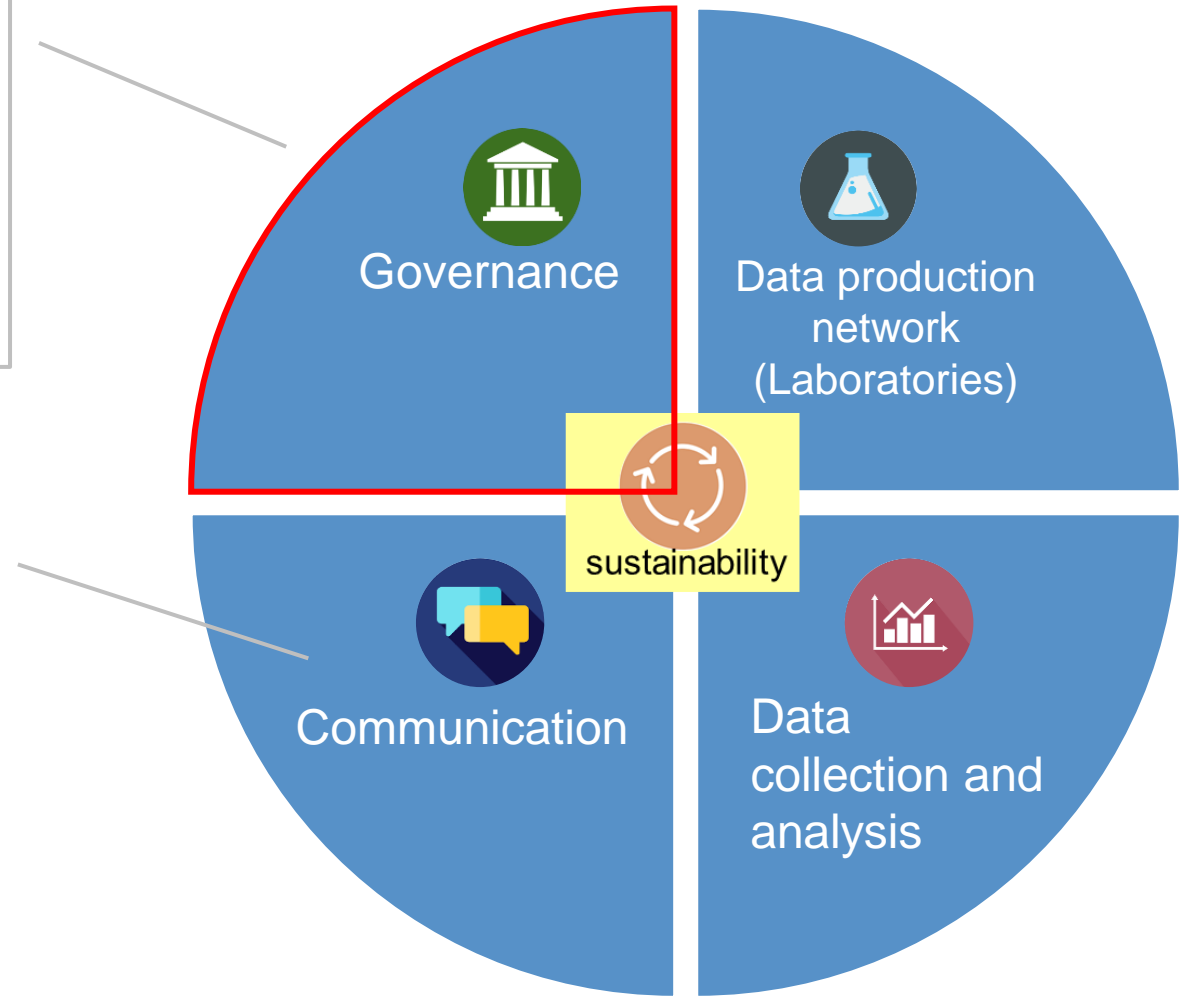 Governance
Data production
network
(Laboratories)
sustainability
Communication
Data
collection and
analysis